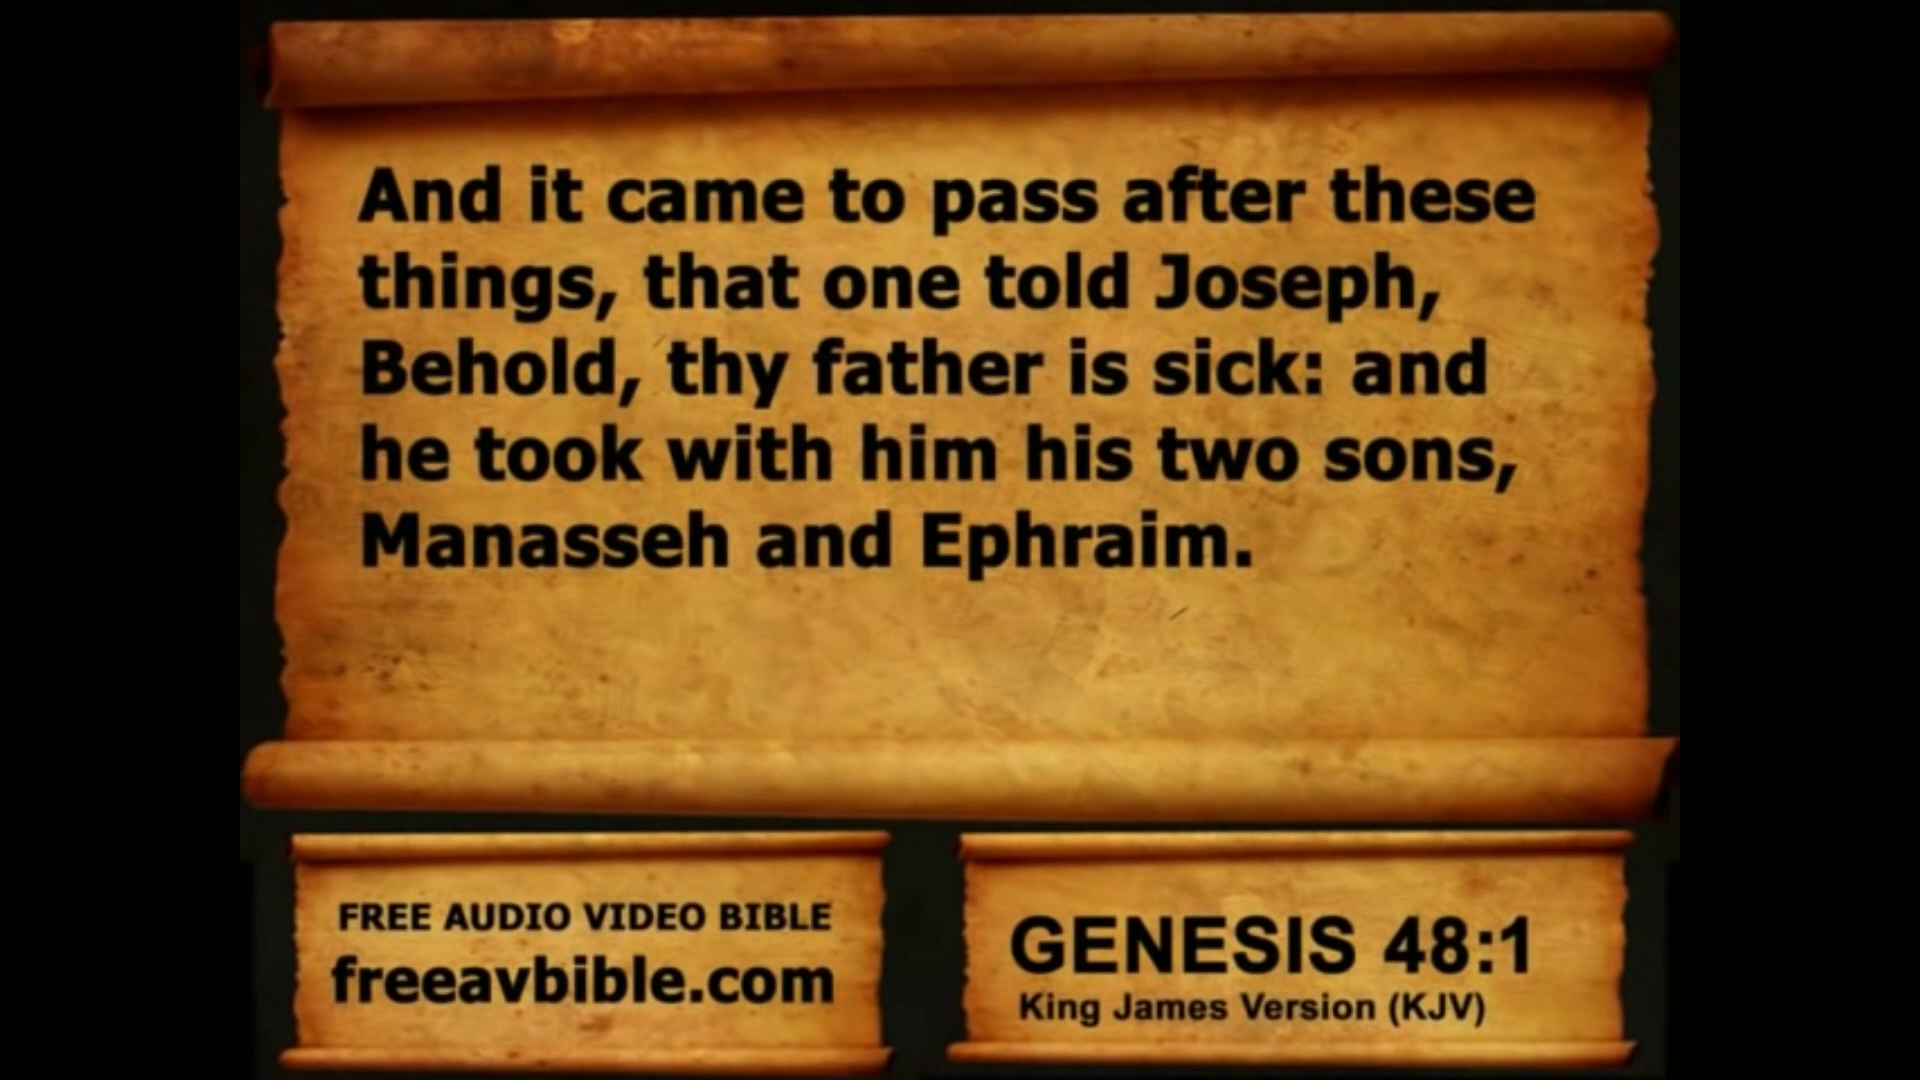 And it came to pass after these
things, that one told Joseph,
Behold, thy father is sick: and
he took with him his two sons,
Manasseh and Ephraim.
FREE AUDIO VIDEO BIBLE
freeavbible.com
GENESIS 48:1
King James Version (KJV)